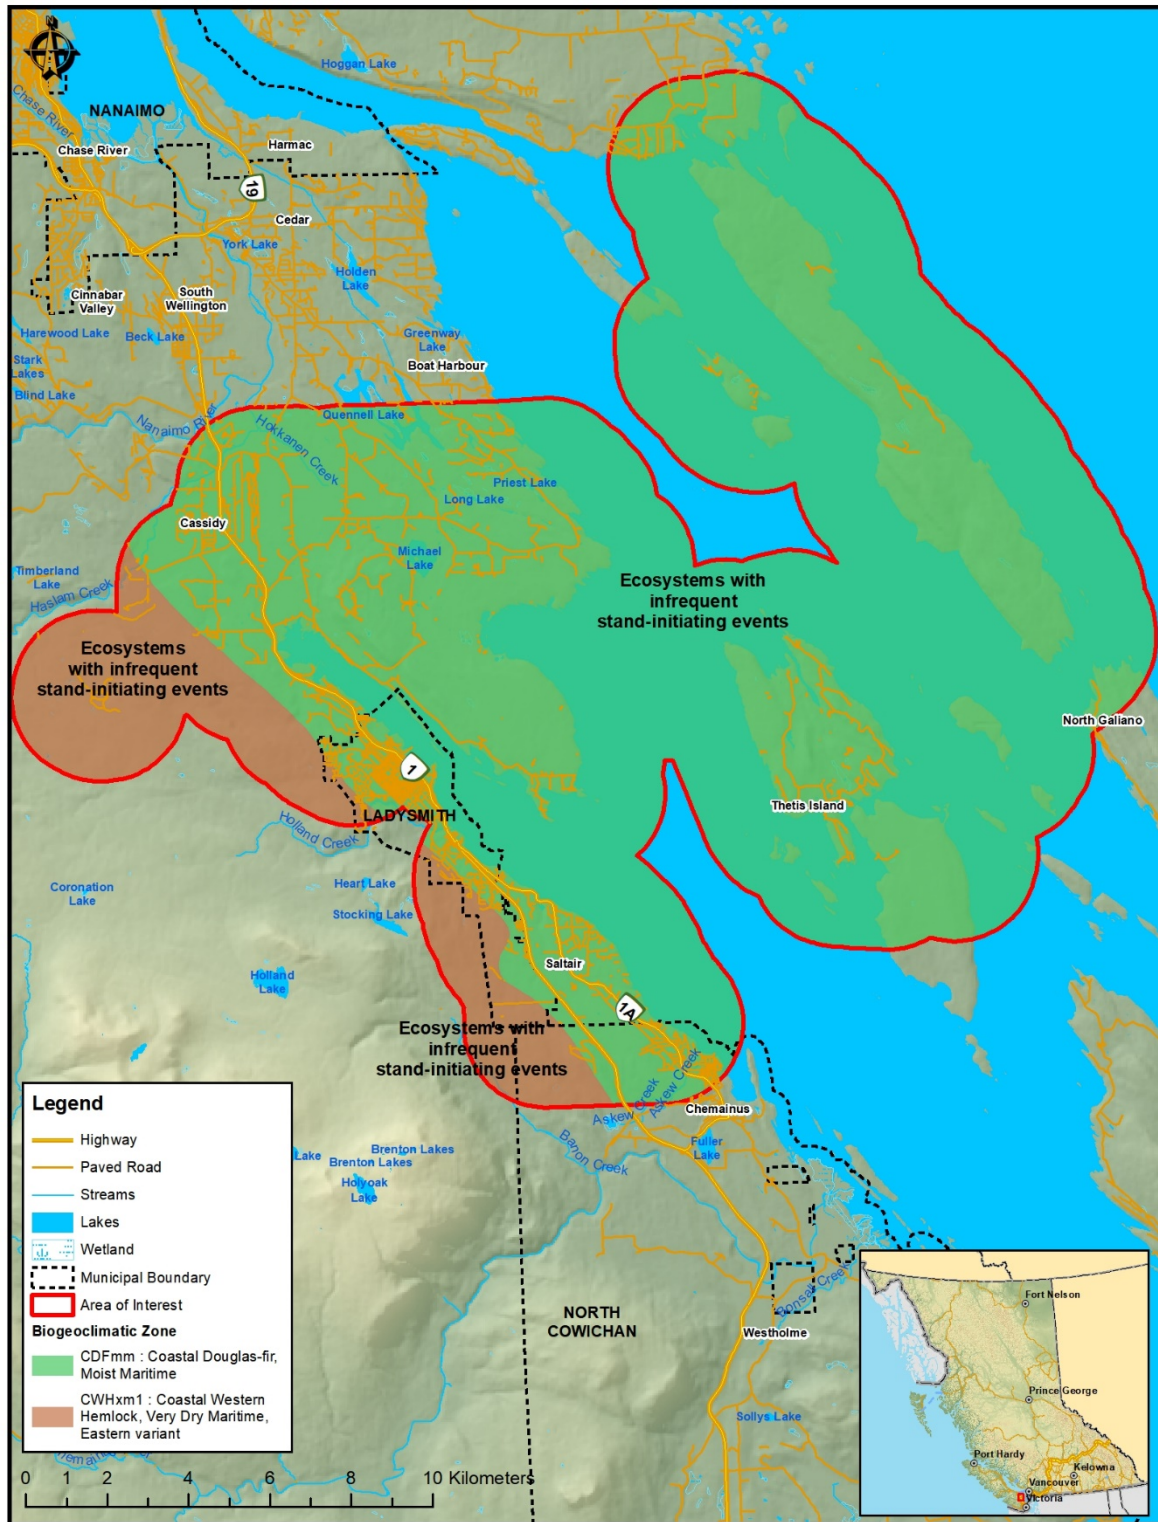 Hoggan Lake
Chase River
NANAIMO
Chase River
Harmac
19
Cedar
York Lake
Holden
Lake
Cinnabar
Valley
South
Wellington
Harewood Lake
Beck Lake
Greenway
Lake
Stark
Lakes
Boat Harbour
Blind Lake
Nanaimo River
Quennell Lake
Hokkanen Creek
Priest Lake
Long Lake
Cassidy
Michael
Lake
Timberland
Lake
Haslam Creek
Ecosystems with
infrequent
stand-initiating events
Ecosystems
with infrequent
stand-initiating events
North Galiano
1
Thetis Island
LADYSMITH
Holland Creek
Heart Lake
Coronation
Lake
Stocking Lake
Saltair
Holland
Lake
1A
Ecosystems with
infrequent
stand-initiating events
Askew Creek
Askew Creek
Chemainus
Banon Creek
Fuller
Lake
Lake
Brenton Lakes
Brenton Lakes
Holyoak
Lake
Bonsall Creek
NORTH
COWICHAN
Westholme
Sollys Lake
Legend
Highway
Paved Road
Streams
Lakes
Wetland
Municipal Boundary
Area of Interest
Biogeoclimatic Zone
CDFmm : Coastal Douglas-fir,
Moist Maritime
CWHxm1 : Coastal Western
Hemlock, Very Dry Maritime,
Eastern variant
0 1 2 4 6 8 10 Kilometers
Fort Nelson
Prince George
Port Hardy
Kelowna
Vancouver
Victoria